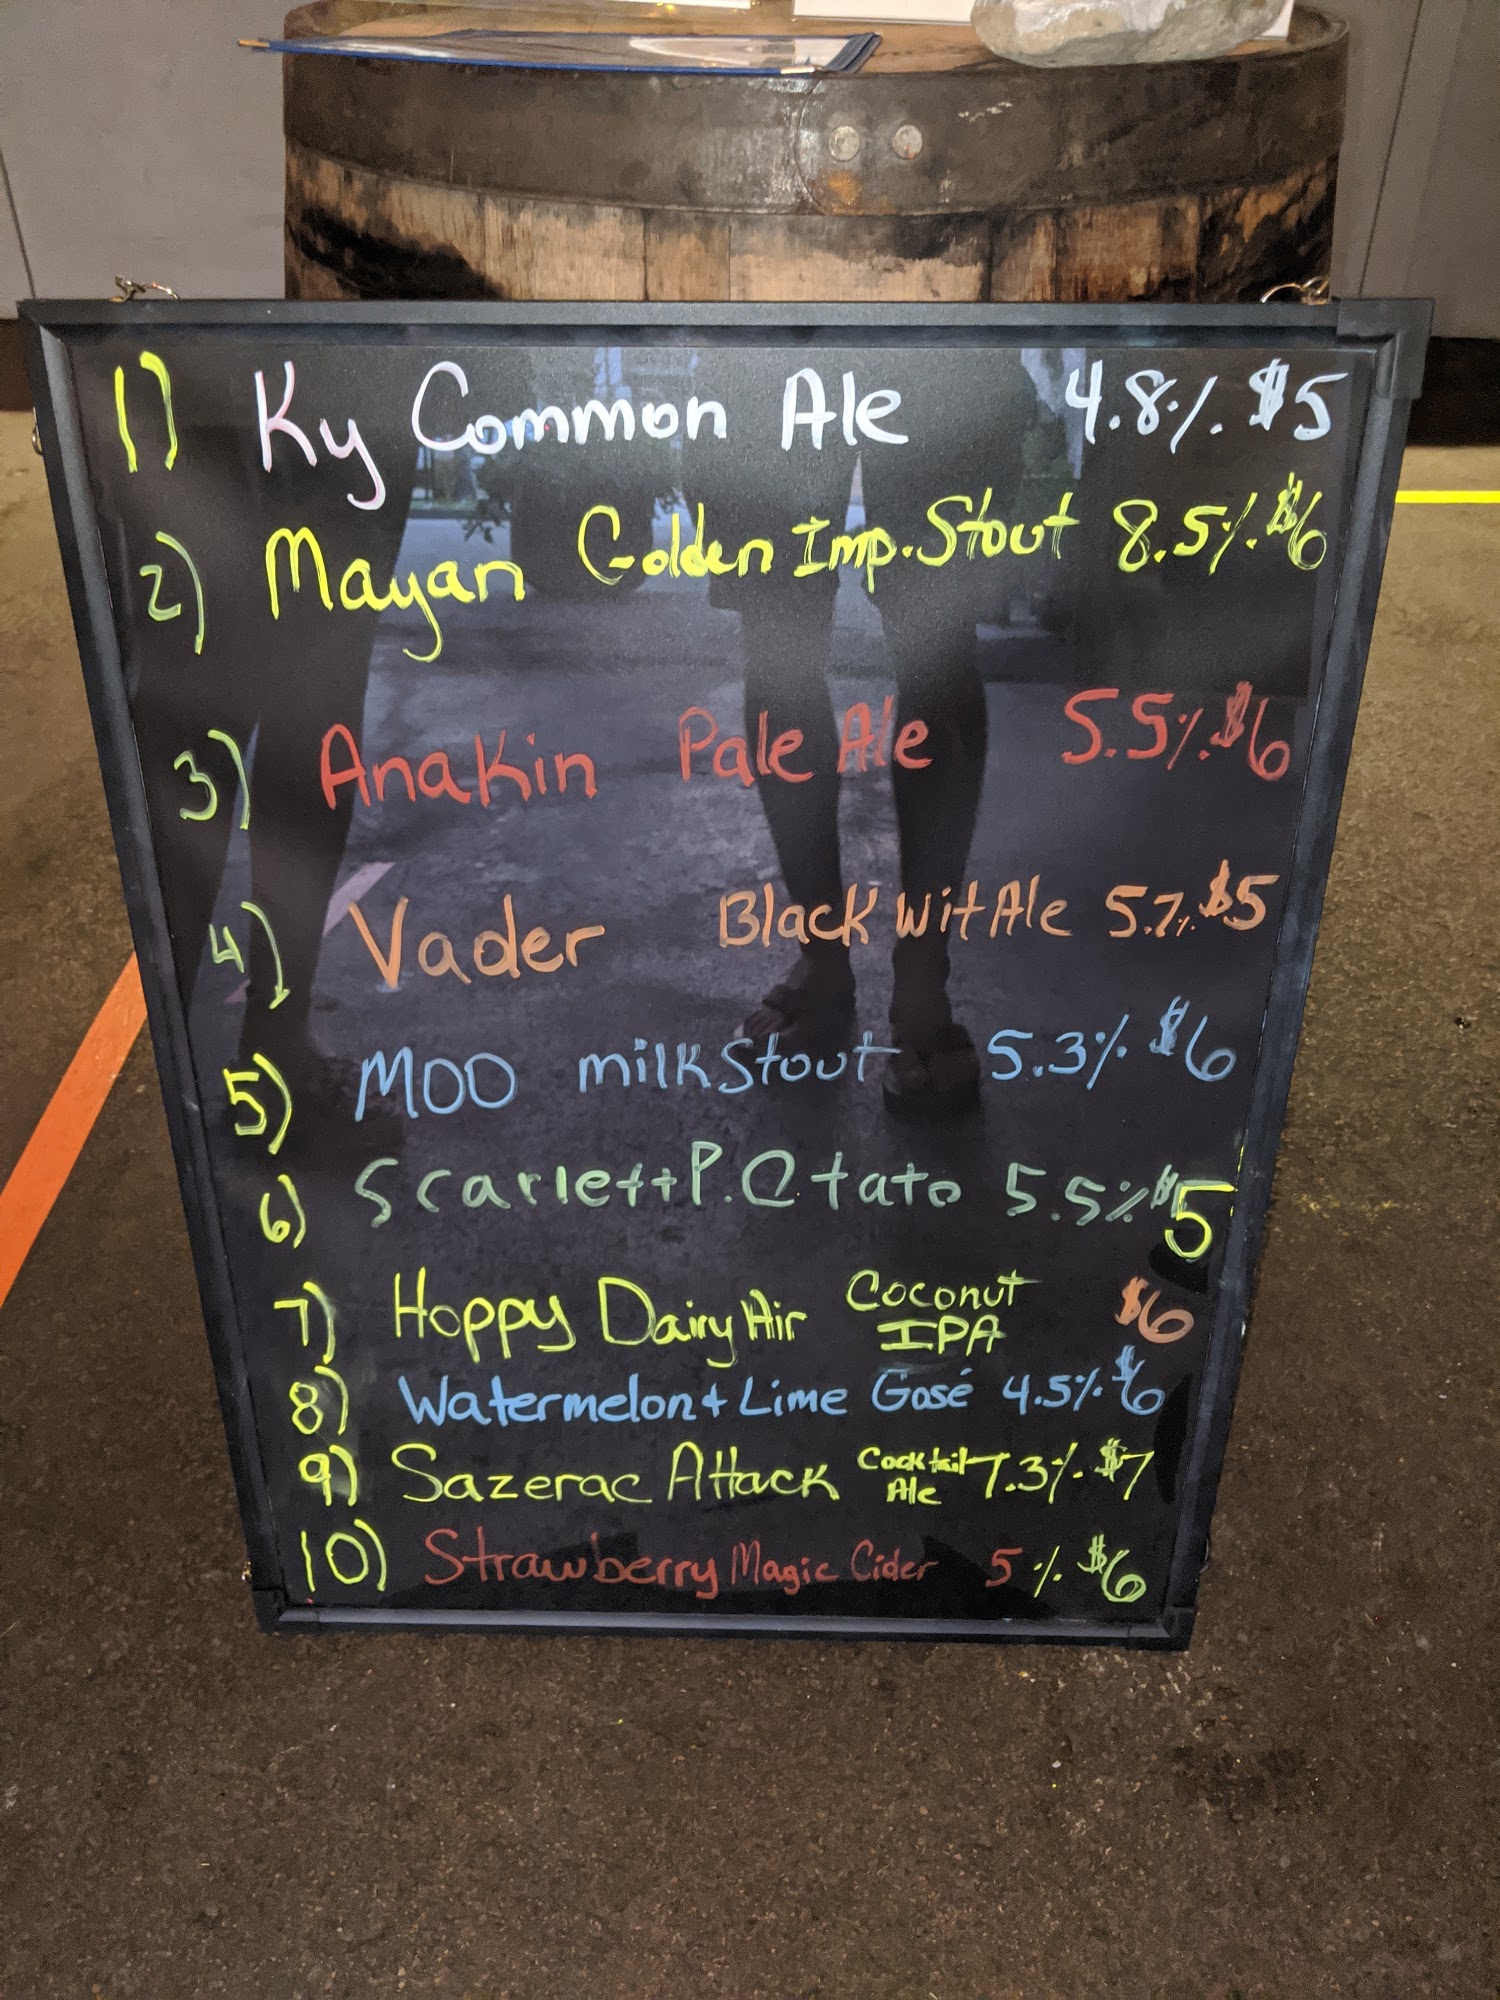 1) Ky Common Ale 4.8% $5
2) Mayan Golden Imp. Stout 8.5% $6
3) Anakin Pale Ale 5.5% $6
4) Vader Black Wit Ale 5.7% $5
5) MOO milk Stout 5.3% $6
6) Scarlett P. Ottato 5.5% $5
7) Hoppy Dairy Air Coconut IPA $6
8) Watermelon + Lime Gosé 4.5% $6
9) Sazerac Attack Cocktail Ale 7.3% $7
10) Strawberry Magic Cider 5% $6